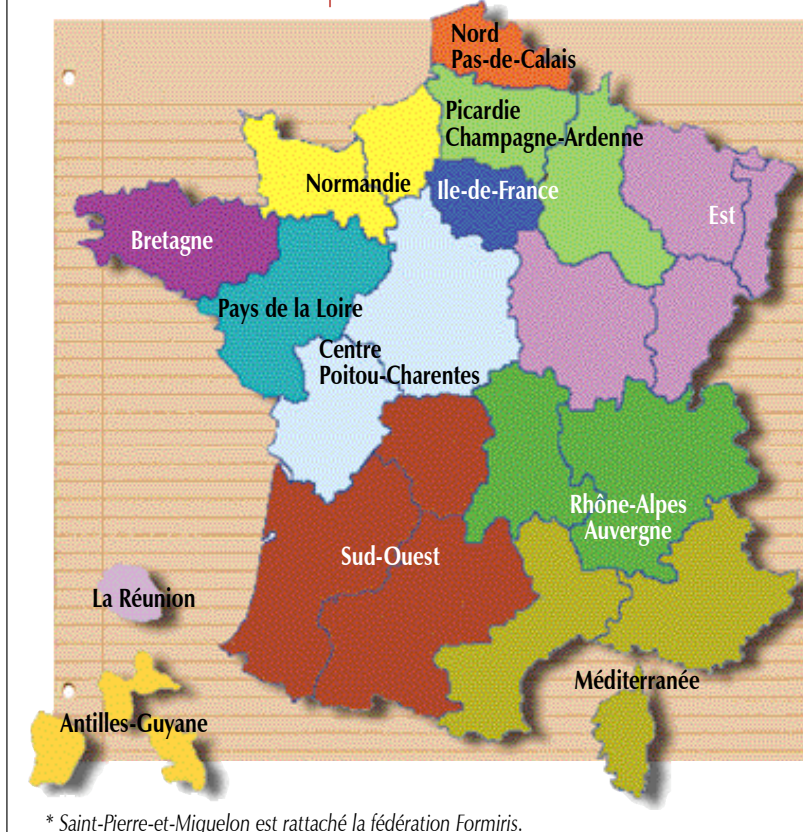 Nord
Pas-de-Calais
Picardie
Champagne-Ardenne
Normandie
Ile-de-France
Est
Bretagne
Pays de la Loire
Centre
Poitou-Charentes
Rhône-Alpes
Auvergne
Sud-Ouest
La Réunion
Méditerranée
Antilles-Guyane
* Saint-Pierre-et-Miquelon est rattaché la fédération Formiris.